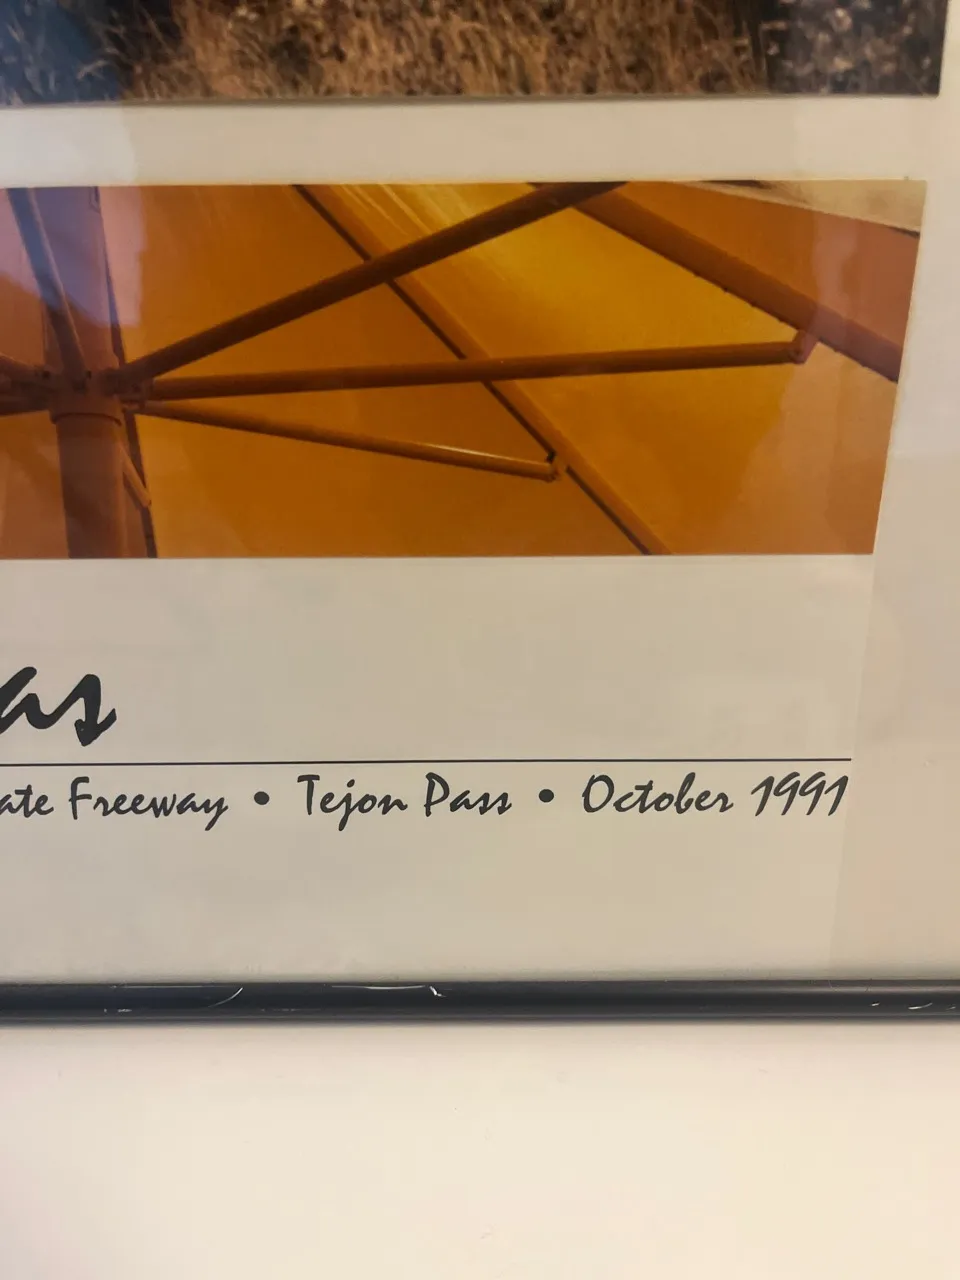 as
ate Freeway • Tejon Pass • October 1991